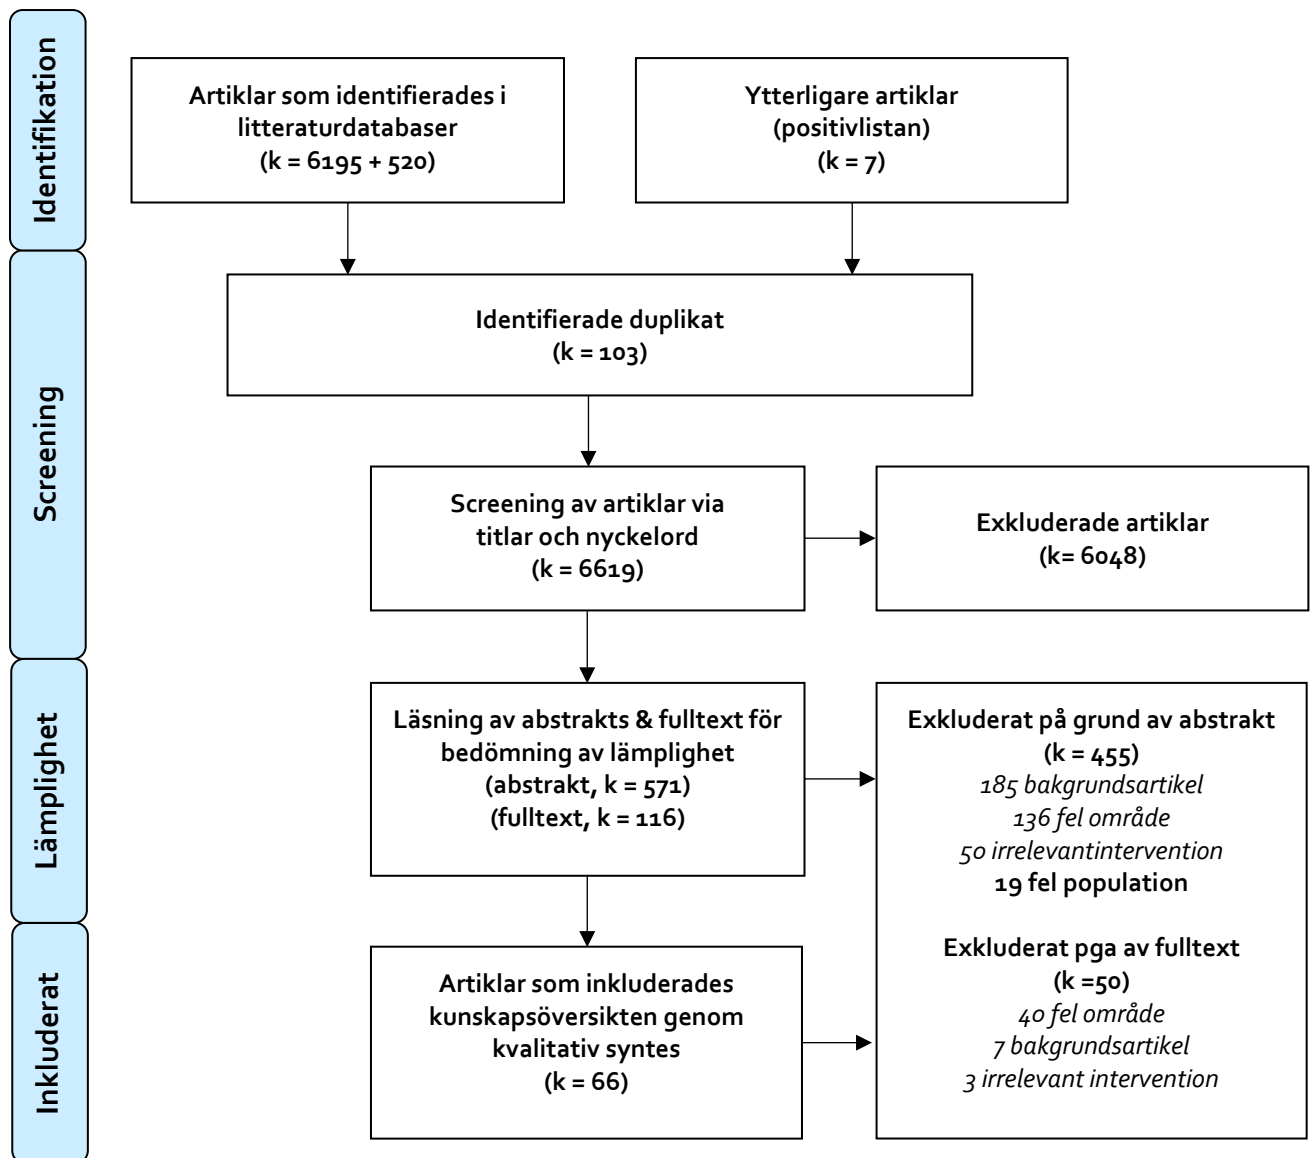 Identifikation
Artiklar som identifierades i
litteraturdatabaser
(k = 6195 + 520)
Ytterligare artiklar
(positivlistan)
(k = 7)
Screening
Identifierade duplikat
(k = 103)
Screening av artiklar via
titlar och nyckelord
(k = 6619)
Exkluderade artiklar
(k= 6048)
Lämplighet
Läsning av abstrakts & fulltext för
bedömning av lämplighet
(abstrakt, k = 571)
(fulltext, k = 116)
Exkluderat på grund av abstrakt
(k = 455)
185 bakgrundsartikel
136 fel område
50 irrelevantintervention
19 fel population
Exkluderat pga av fulltext
(k =50)
40 fel område
7 bakgrundsartikel
3 irrelevant intervention
Inkluderat
Artiklar som inkluderades
kunskapsöversikten genom
kvalitativ syntes
(k = 66)